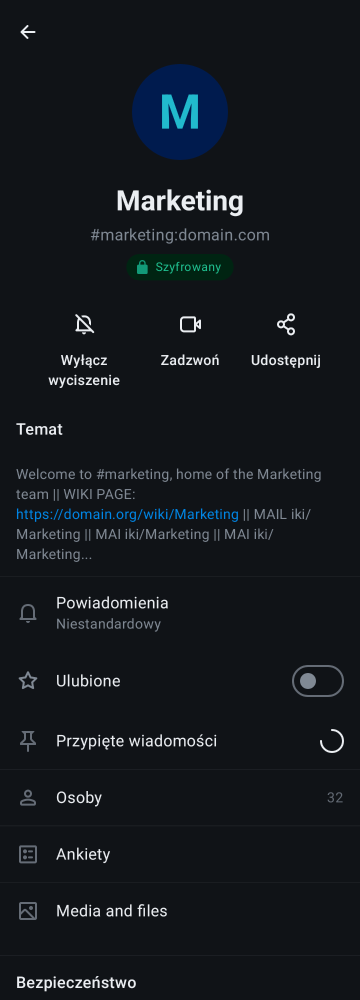 M
Marketing
#marketing:domain.com
Szyfrowany
Wyłącz
wyciszenie
Zadzwoń
Udostępnij
Temat
Welcome to #marketing, home of the Marketing
team || WIKI PAGE:
https://domain.org/wiki/Marketing || MAIL iki/
Marketing || MAI iki/Marketing || MAI iki/
Marketing...
Powiadomienia
Niestandardowy
Ulubione
Przypięte wiadomości
Osoby 32
Ankiety
Media and files
Bezpieczeństwo